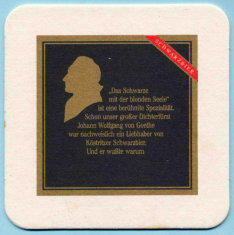 SCHWARZBIER
„Das Schwarze
mit der blonden Seele"
ist eine berühmte Spezialität.
Schon unser großer Dichterfürst
Johann Wolfgang von Goethe
war nachweislich ein Liebhaber von
Köstritzer Schwarzbier.
Und er wußte warum